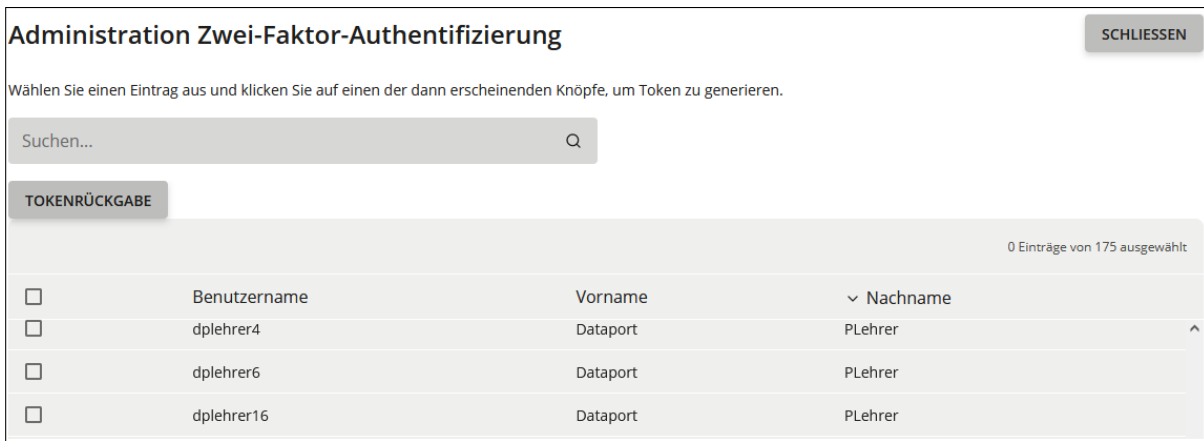 Administration Zwei-Faktor-Authentifizierung
SCHLIESSEN
Wählen Sie einen Eintrag aus und klicken Sie auf einen der dann erscheinenden Knöpfe, um Token zu generieren.
Suchen...
TOKENRÜCKGABE
0 Einträge von 175 ausgewählt
Benutzername Vorname Nachname
dplehrer4 Dataport PLehrer
dplehrer6 Dataport PLehrer
dplehrer16 Dataport PLehrer